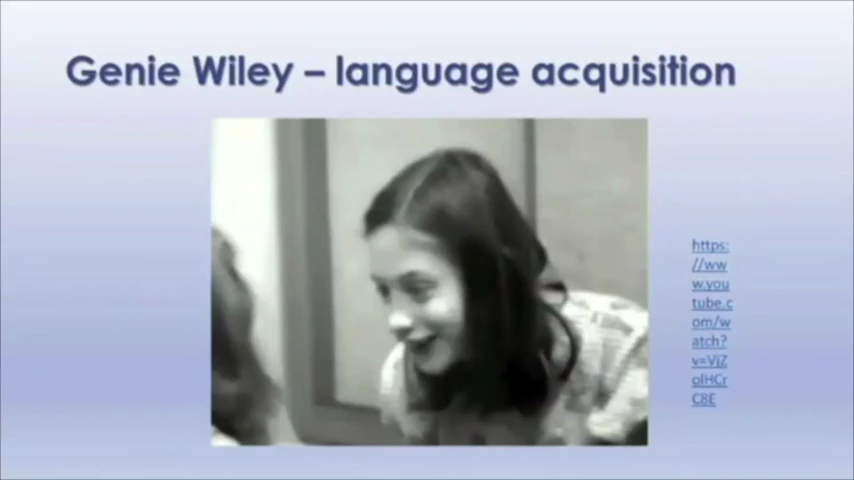 Genie Wiley – language acquisition
https:
//ww
w.you
tube.c
om/w
atch?
v=VjZ
olHCr
C8E